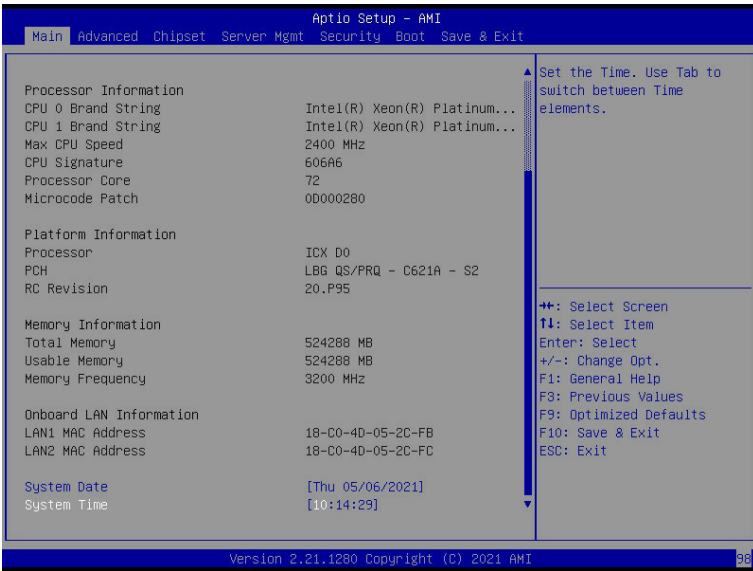 Aptio Setup - AMI
Main Advanced Chipset Server Mgmt Security Boot Save & Exit
Processor Information
CPU 0 Brand String Intel(R) Xeon(R) Platinum...
CPU 1 Brand String Intel(R) Xeon(R) Platinum...
Max CPU Speed 2400 MHz
CPU Signature 606A6
Processor Core 72
Microcode Patch 0D000280
Platform Information
Processor ICX D0
PCH LBG QS/PRQ - C621A - S2
RC Revision 20.P95
Memory Information
Total Memory 524288 MB
Usable Memory 524288 MB
Memory Frequency 3200 MHz
Onboard LAN Information
LAN1 MAC Address 18-C0-4D-05-2C-FB
LAN2 MAC Address 18-C0-4D-05-2C-FC
System Date [Thu 05/06/2021]
System Time [10:14:29]
Set the Time. Use Tab to
switch between Time
elements.
→←: Select Screen
↑↓: Select Item
Enter: Select
+/-: Change Opt.
F1: General Help
F3: Previous Values
F9: Optimized Defaults
F10: Save & Exit
ESC: Exit
Version 2.21.1280 Copyright (C) 2021 AMI
98